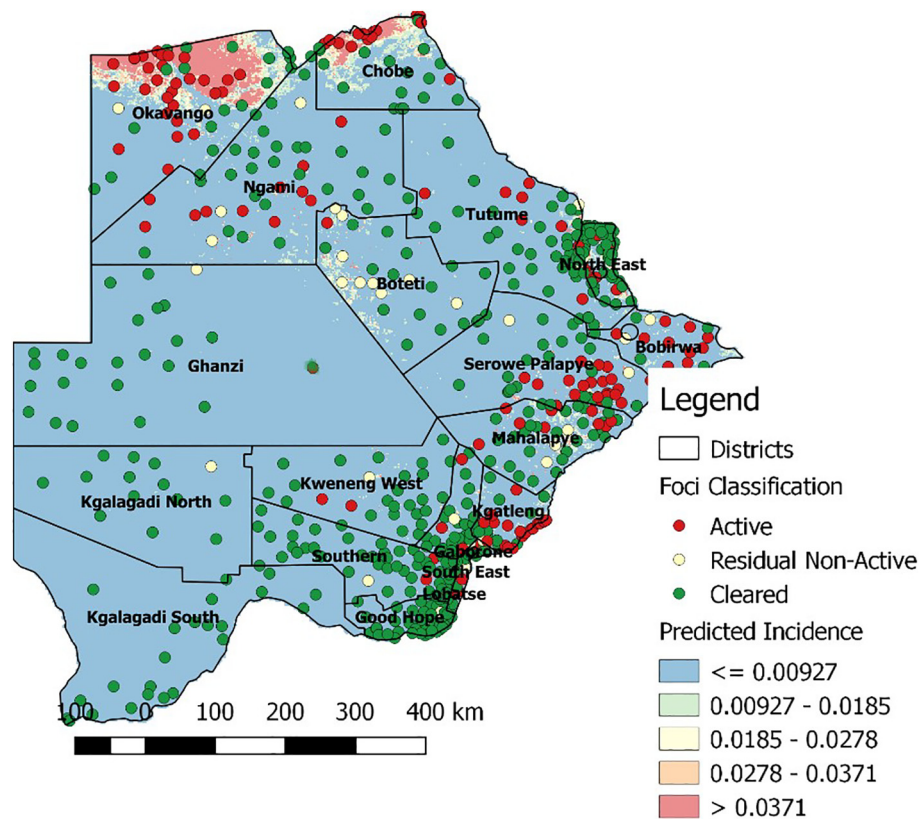 Chobe
Okavango
Ngami
Tutume
North East
Boteti
Bobirwa
Ghanzi
Serowe Palapye
Mahalapye
Kweneng West
Kgalagadi North
Kgatleng
Southern
Gaborone
South East
Lobatse
Kgalagadi South
Good Hope
100 0 100 200 300 400 km
Legend
Districts
Foci Classification
Active
Residual Non-Active
Cleared
Predicted Incidence
<= 0.00927
0.00927 - 0.0185
0.0185 - 0.0278
0.0278 - 0.0371
> 0.0371